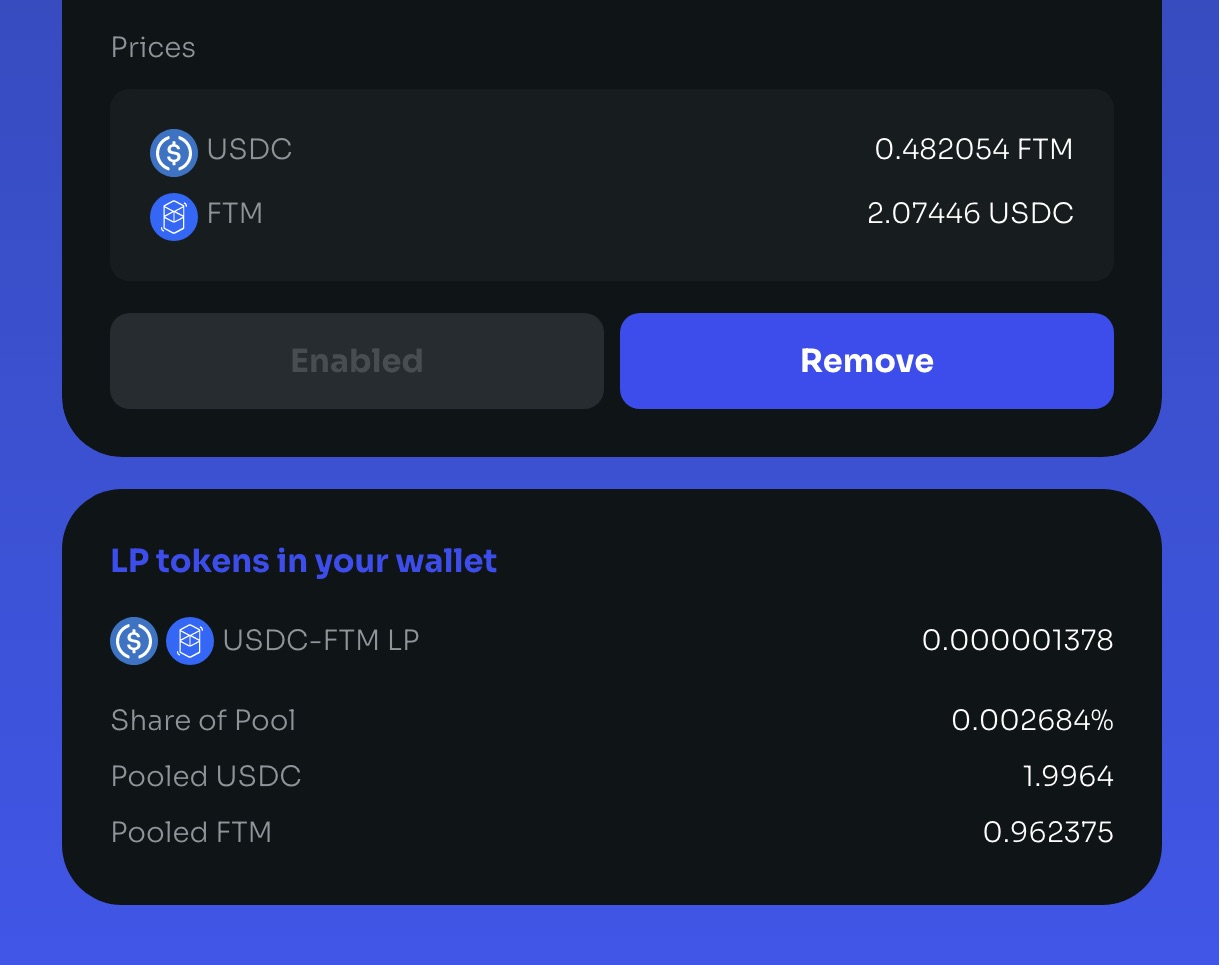 Prices
USDC 0.482054 FTM
FTM 2.07446 USDC
Enabled Remove
LP tokens in your wallet
USDC-FTM LP 0.000001378
Share of Pool 0.002684%
Pooled USDC 1.9964
Pooled FTM 0.962375